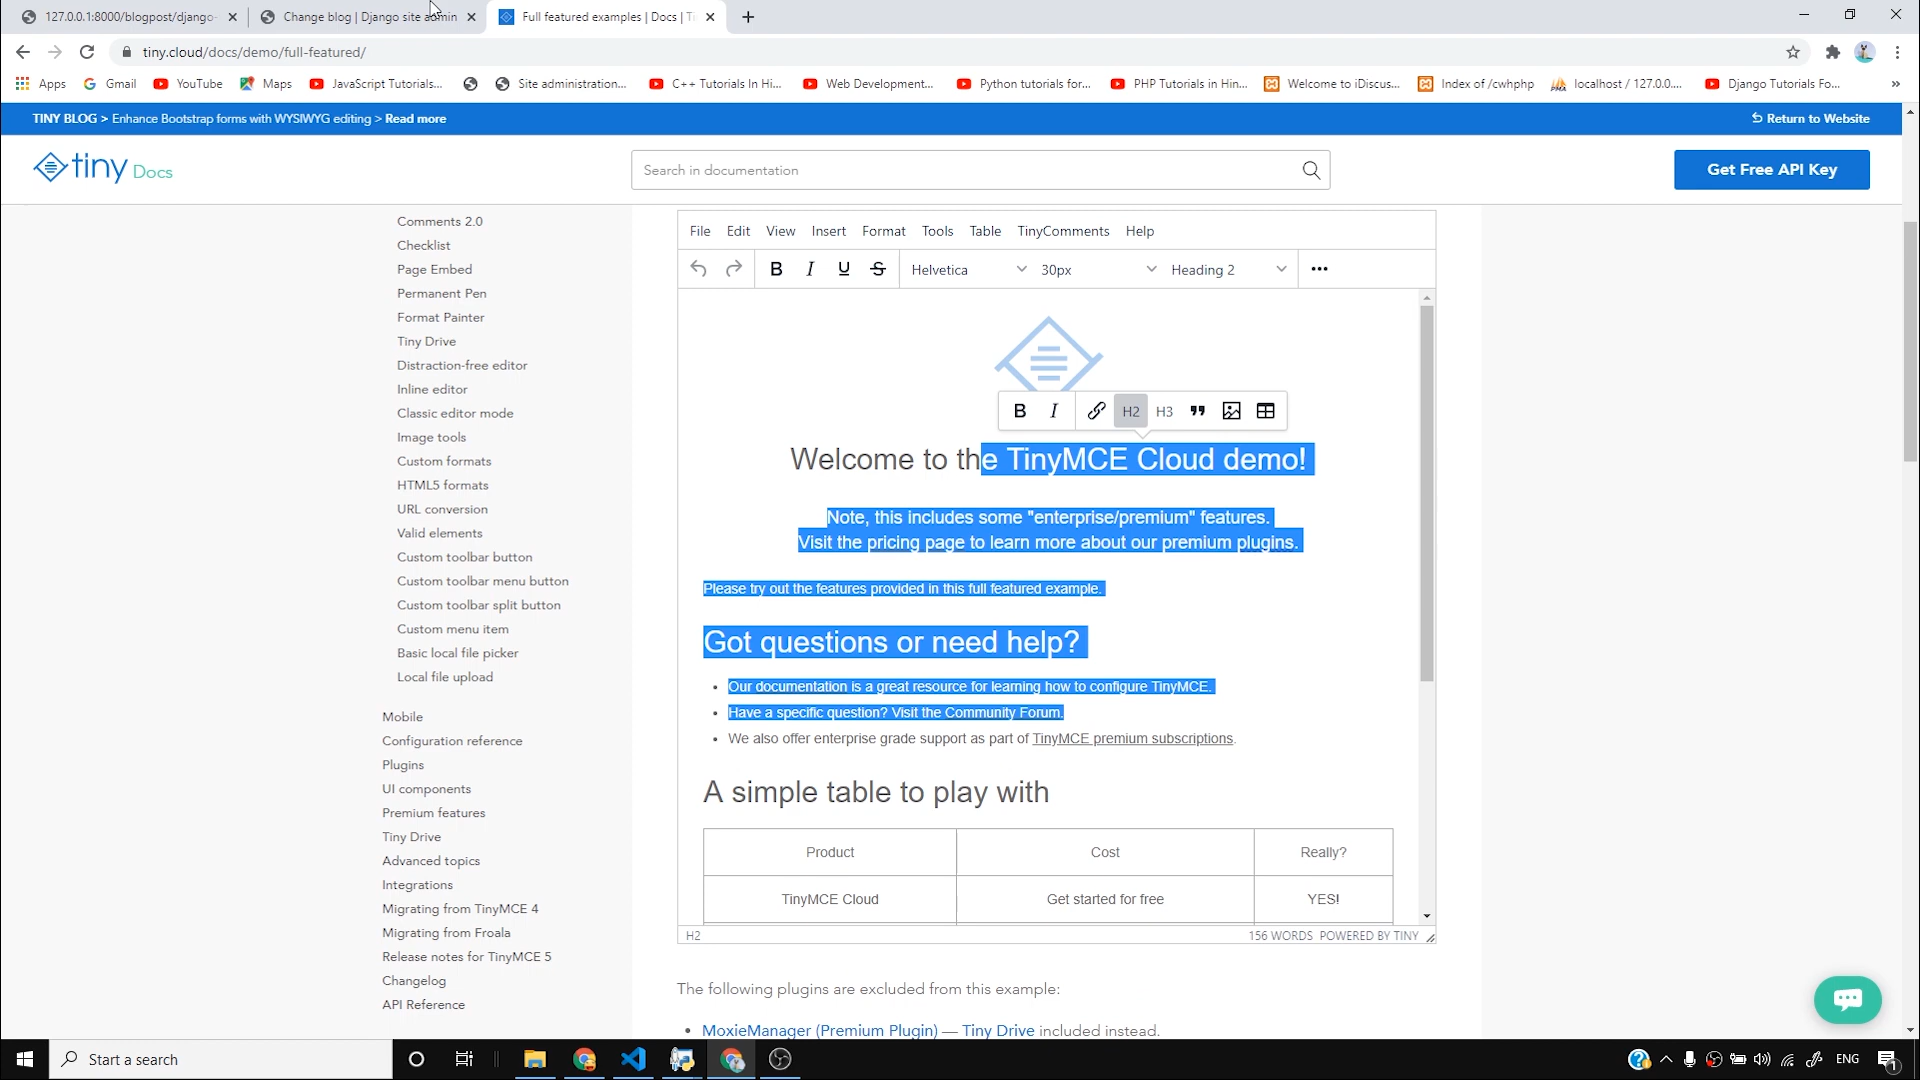 127.0.0.1:8000/blogpost/django-
Change blog | Django site admin
Full featured examples | Docs | Ti
tiny.cloud/docs/demo/full-featured/
Apps
Gmail
YouTube
Maps
JavaScript Tutorials...
Site administration...
C++ Tutorials In Hi...
Web Development...
Python tutorials for...
PHP Tutorials in Hin...
Welcome to iDiscus...
Index of /cwhphp
localhost / 127.0.0....
Django Tutorials Fo...
»
TINY BLOG > Enhance Bootstrap forms with WYSIWYG editing > Read more
Return to Website
tiny Docs
Search in documentation
Get Free API Key
Comments 2.0
Checklist
Page Embed
Permanent Pen
Format Painter
Tiny Drive
Distraction-free editor
Inline editor
Classic editor mode
Image tools
Custom formats
HTML5 formats
URL conversion
Valid elements
Custom toolbar button
Custom toolbar menu button
Custom toolbar split button
Custom menu item
Basic local file picker
Local file upload
Mobile
Configuration reference
Plugins
UI components
Premium features
Tiny Drive
Advanced topics
Integrations
Migrating from TinyMCE 4
Migrating from Froala
Release notes for TinyMCE 5
Changelog
API Reference
File Edit View Insert Format Tools Table TinyComments Help
B I U S Helvetica 30px Heading 2
B I H2 H3
Welcome to the TinyMCE Cloud demo!
Note, this includes some "enterprise/premium" features.
Visit the pricing page to learn more about our premium plugins.
Please try out the features provided in this full featured example.
Got questions or need help?
• Our documentation is a great resource for learning how to configure TinyMCE.
• Have a specific question? Visit the Community Forum.
• We also offer enterprise grade support as part of TinyMCE premium subscriptions.
A simple table to play with
Product Cost Really?
TinyMCE Cloud Get started for free YES!
H2 156 WORDS POWERED BY TINY
The following plugins are excluded from this example:
• MoxieManager (Premium Plugin) — Tiny Drive included instead.
Start a search
ENG
1